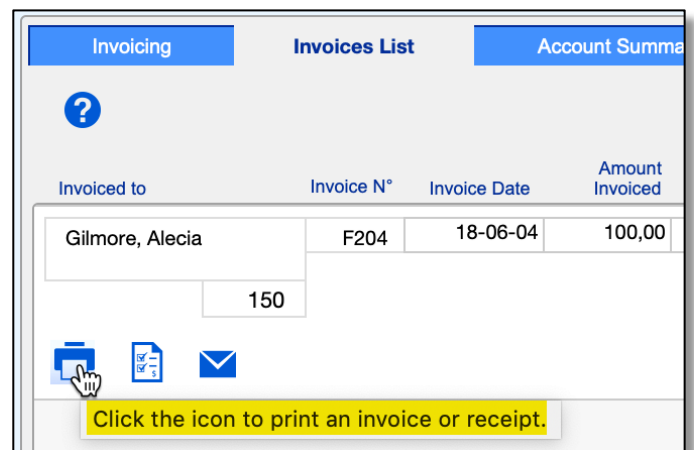 Invoicing Invoices List Account Summa
?
Amount
Invoiced to Invoice N° Invoice Date Invoiced
Gilmore, Alecia F204 18-06-04 100,00
150
Click the icon to print an invoice or receipt.